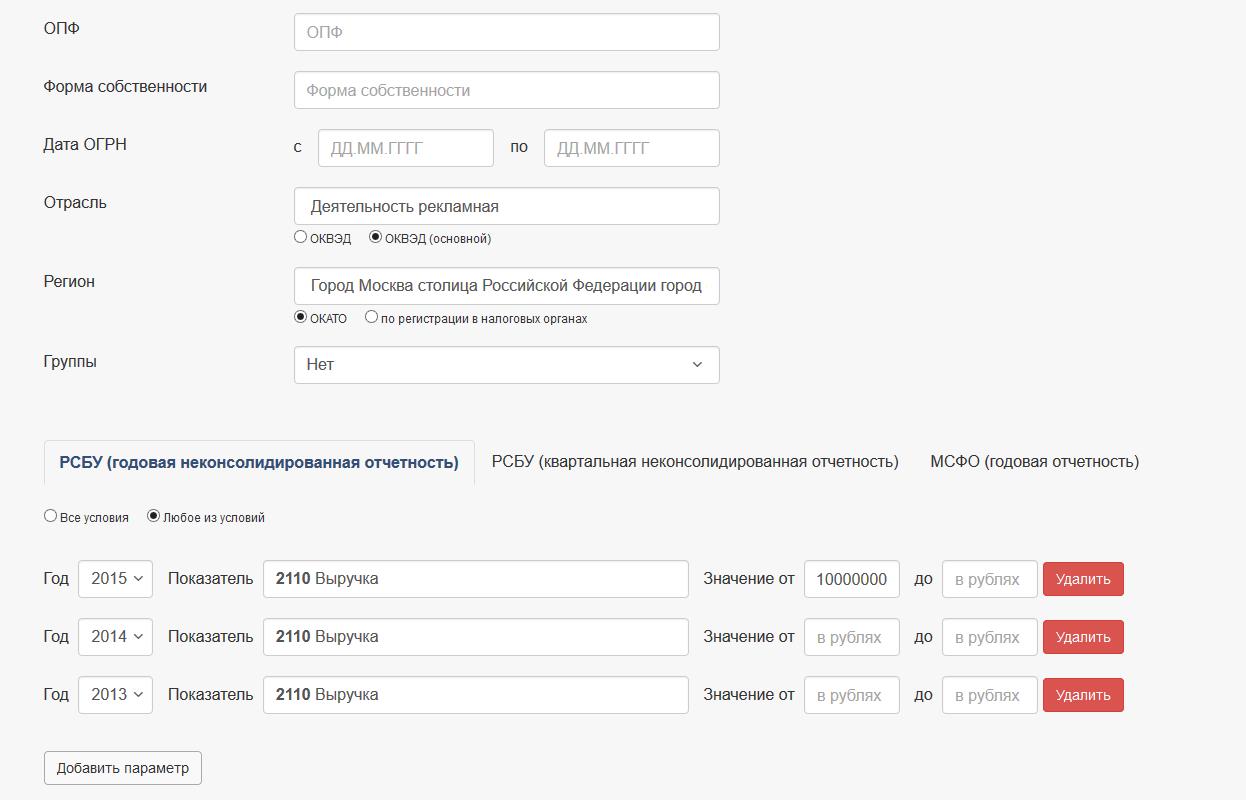 ОПФ
ОПФ
Форма собственности
Форма собственности
Дата ОГРН
с ДД.ММ.ГГГГ по ДД.ММ.ГГГГ
Отрасль
Деятельность рекламная
ОКВЭД ОКВЭД (основной)
Регион
Город Москва столица Российской Федерации город
ОКАТО по регистрации в налоговых органах
Группы
Нет
РСБУ (годовая неконсолидированная отчетность) РСБУ (квартальная неконсолидированная отчетность) МСФО (годовая отчетность)
Все условия Любое из условий
Год 2015 Показатель 2110 Выручка Значение от 10000000 до в рублях Удалить
Год 2014 Показатель 2110 Выручка Значение от в рублях до в рублях Удалить
Год 2013 Показатель 2110 Выручка Значение от в рублях до в рублях Удалить
Добавить параметр